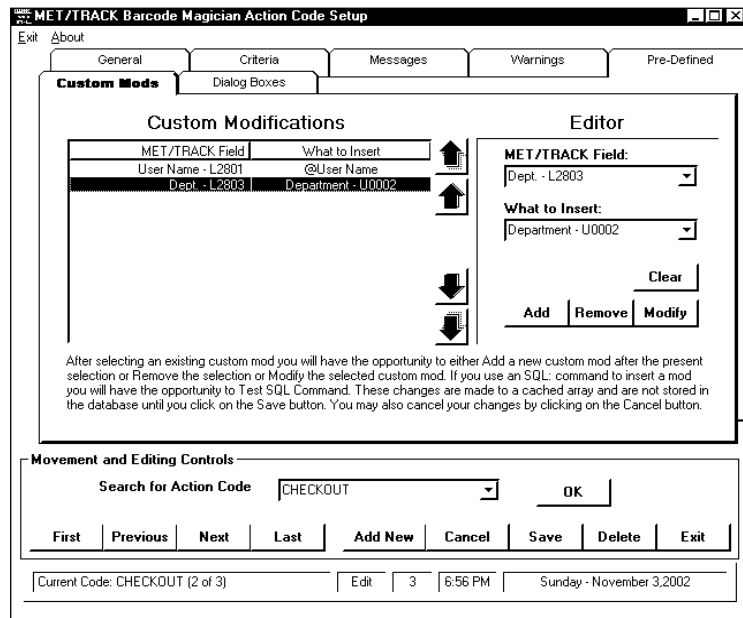 MET/TRACK Barcode Magician Action Code Setup
Exit About
General Criteria Messages Warnings Pre-Defined
Custom Mods Dialog Boxes
Custom Modifications
MET/TRACK Field What to Insert
User Name - L2801 @User Name
Dept. - L2803 Department - U0002
Editor
MET/TRACK Field:
Dept. - L2803
What to Insert:
Department - U0002
Clear
Add Remove Modify
After selecting an existing custom mod you will have the opportunity to either Add a new custom mod after the present
selection or Remove the selection or Modify the selected custom mod. If you
use an SQL: command to insert a mod
you will have the opportunity to Test SQL Command. These changes are made to a cached array and are not stored in
the database until you click on the Save button. You may also cancel your changes by clicking on the Cancel button.
Movement and Editing Controls
Search for Action Code CHECKOUT OK
First Previous Next Last Add New Cancel Save Delete Exit
Current Code: CHECKOUT (2 of 3) Edit 3 6:56 PM Sunday - November 3,2002